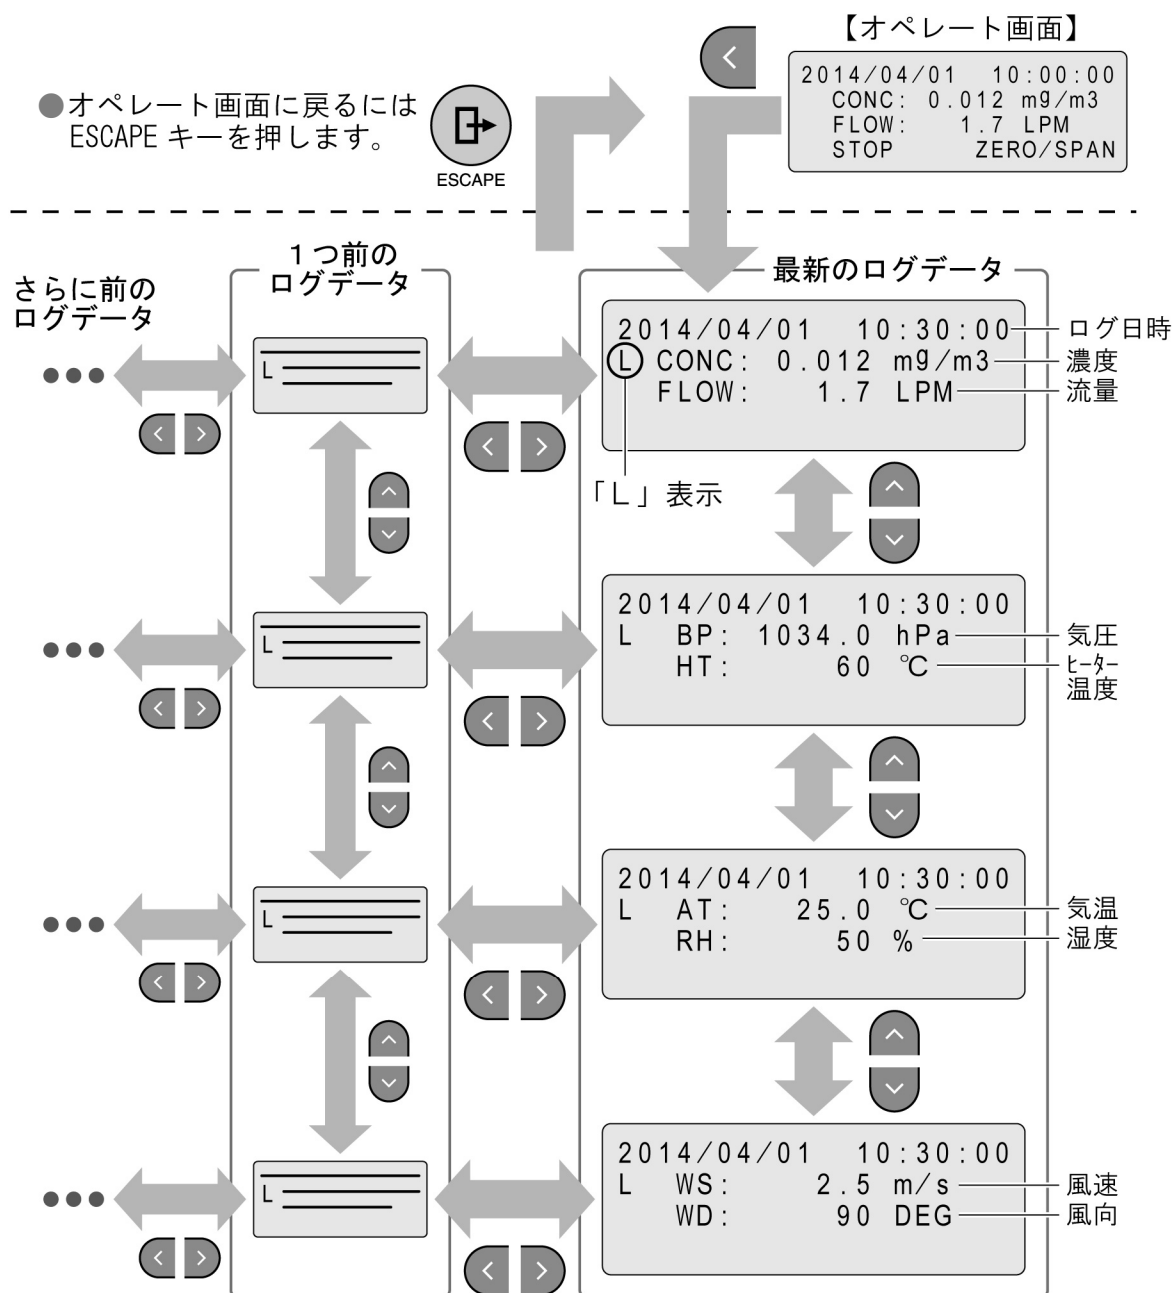 【オペレート画面】
2014/04/01 10:00:00
CONC: 0.012 mg/m3
FLOW: 1.7 LPM
STOP ZERO/SPAN
●オペレート画面に戻るには
ESCAPE キーを押します。
ESCAPE
さらに前の
ログデータ
1つ前の
ログデータ
最新のログデータ
2014/04/01 10:30:00
L CONC: 0.012 mg/m3
FLOW: 1.7 LPM
ログ日時
濃度
流量
「L」表示
L
2014/04/01 10:30:00
L BP: 1034.0 hPa
HT: 60 ℃
気圧
ﾋｰﾀｰ
温度
L
2014/04/01 10:30:00
L AT: 25.0 ℃
RH: 50 %
気温
湿度
L
2014/04/01 10:30:00
L WS: 2.5 m/s
WD: 90 DEG
風速
風向
L